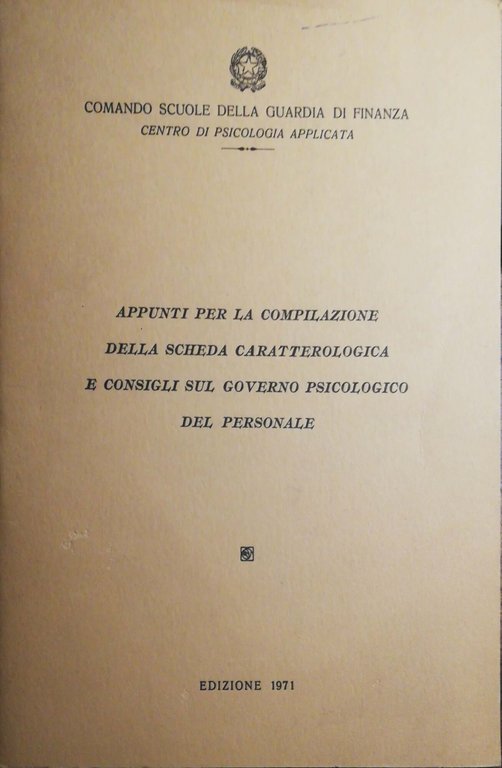 COMANDO SCUOLE DELLA GUARDIA DI FINANZA
CENTRO DI PSICOLOGIA APPLICATA
APPUNTI PER LA COMPILAZIONE
DELLA SCHEDA CARATTEROLOGICA
E CONSIGLI SUL GOVERNO PSICOLOGICO
DEL PERSONALE
EDIZIONE 1971